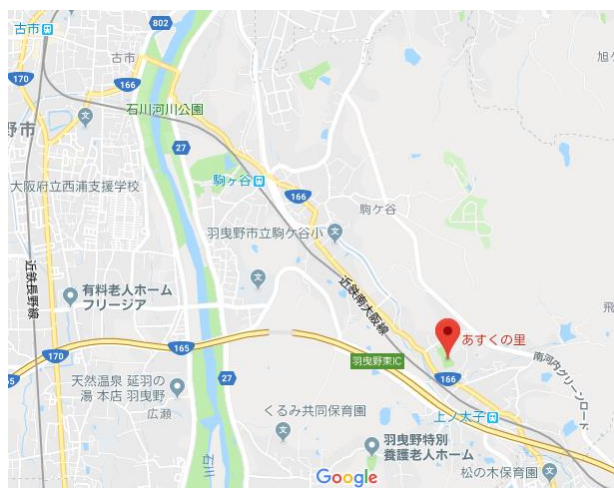 802
旭ケ
古市
古市
170
166
石川河川公園
野市
27
大阪府立西浦支援学校
駒ヶ谷
166
駒ケ谷
羽曳野市立駒ケ谷小
近鉄長野線
有料老人ホーム
フリージア
近鉄南大阪線
飛
あすくの里
165
170
羽曳野東IC
南河内グリーンロード
166
27
天然温泉 延羽の
湯 本店 羽曳野
広瀬
くるみ共同保育園
上ノ太子
石川
羽曳野特別
養護老人ホーム
Google
松の木保育園